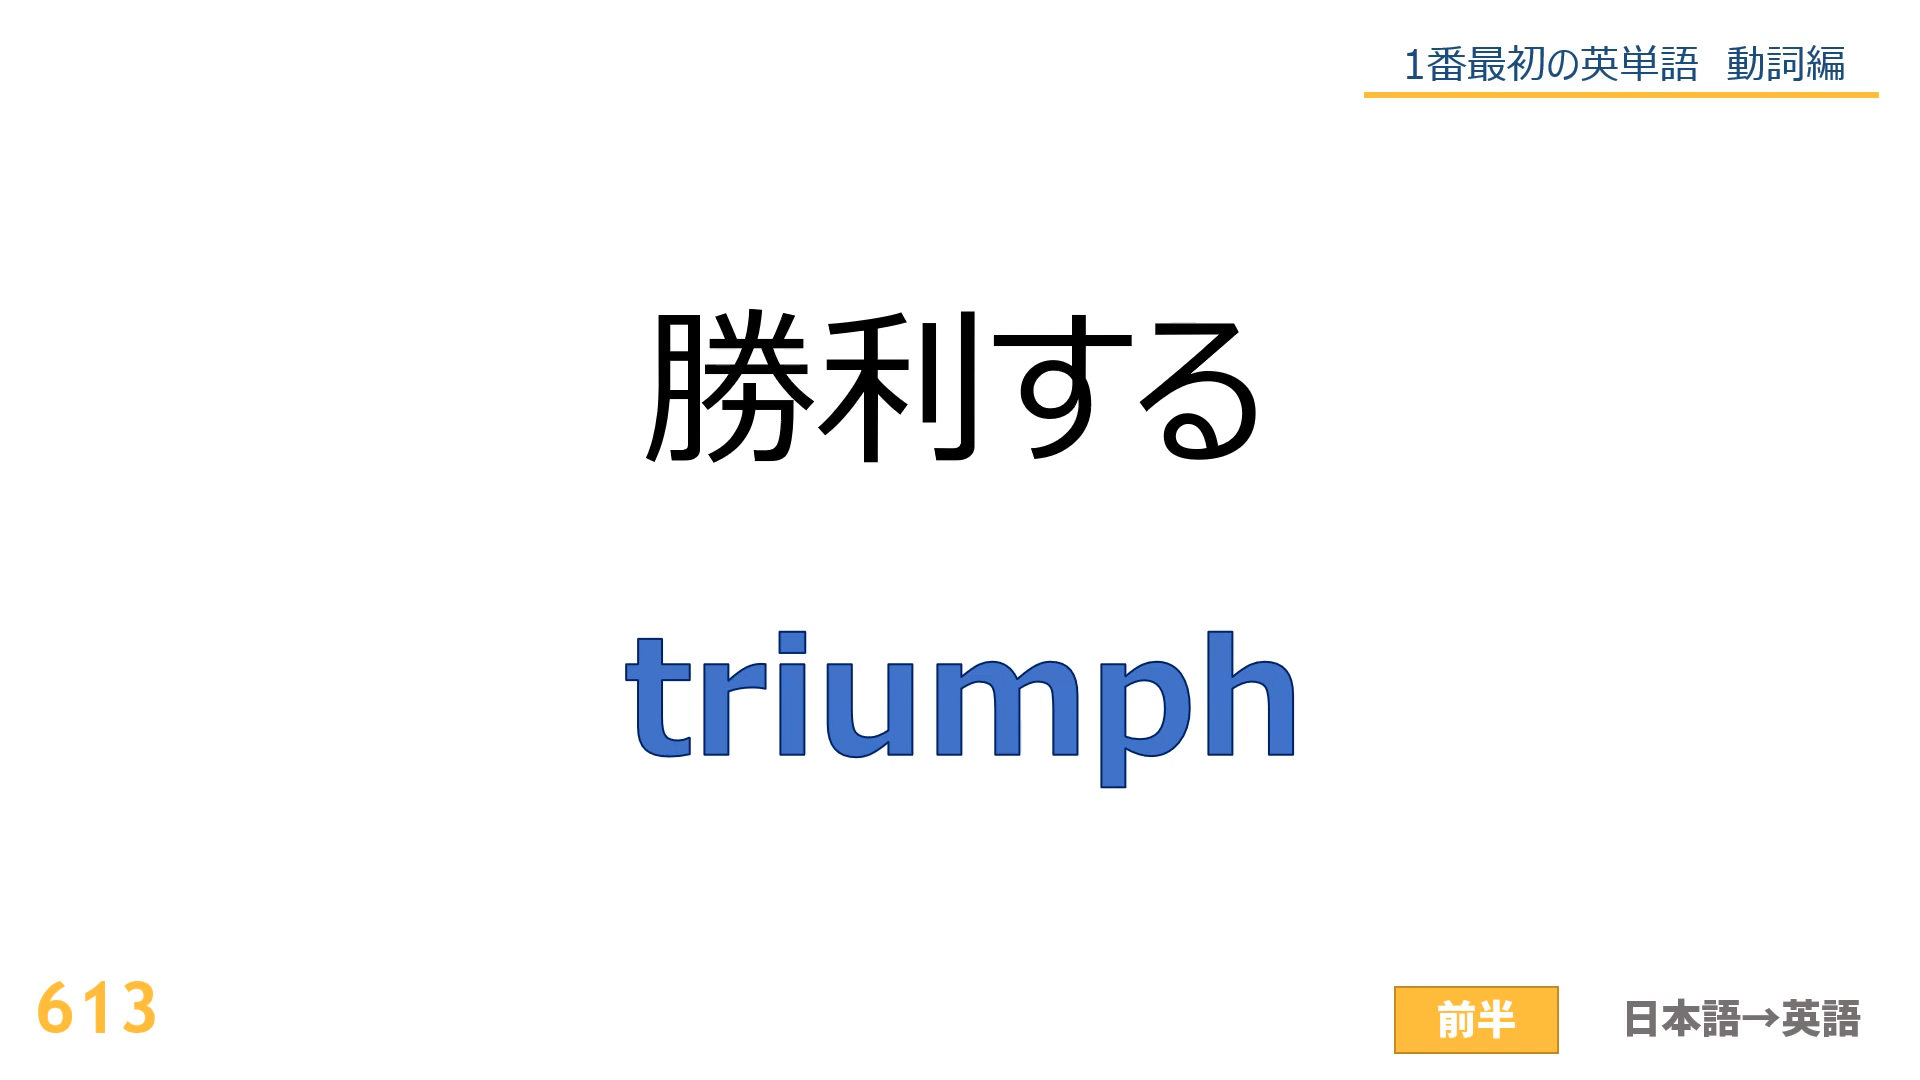 1番最初の英単語　動詞編
勝利する
triumph
613
前半
日本語→英語